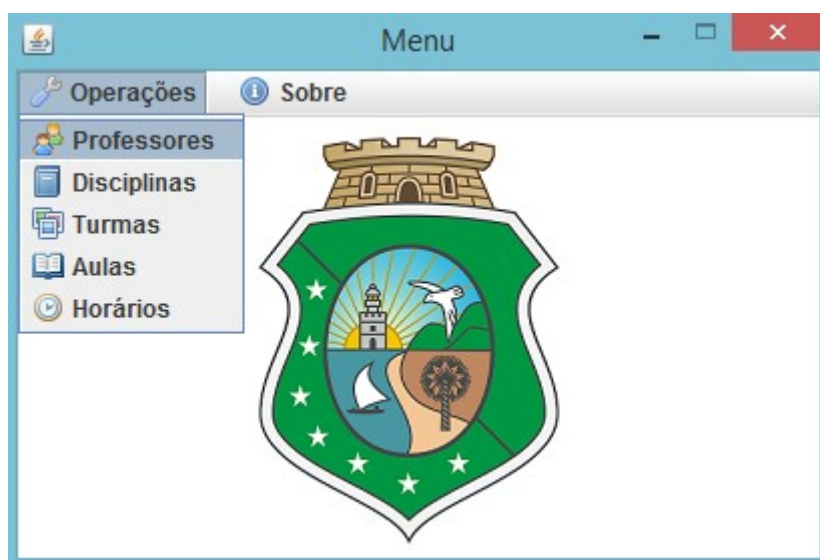 Menu
Operações Sobre
Professores
Disciplinas
Turmas
Aulas
Horários